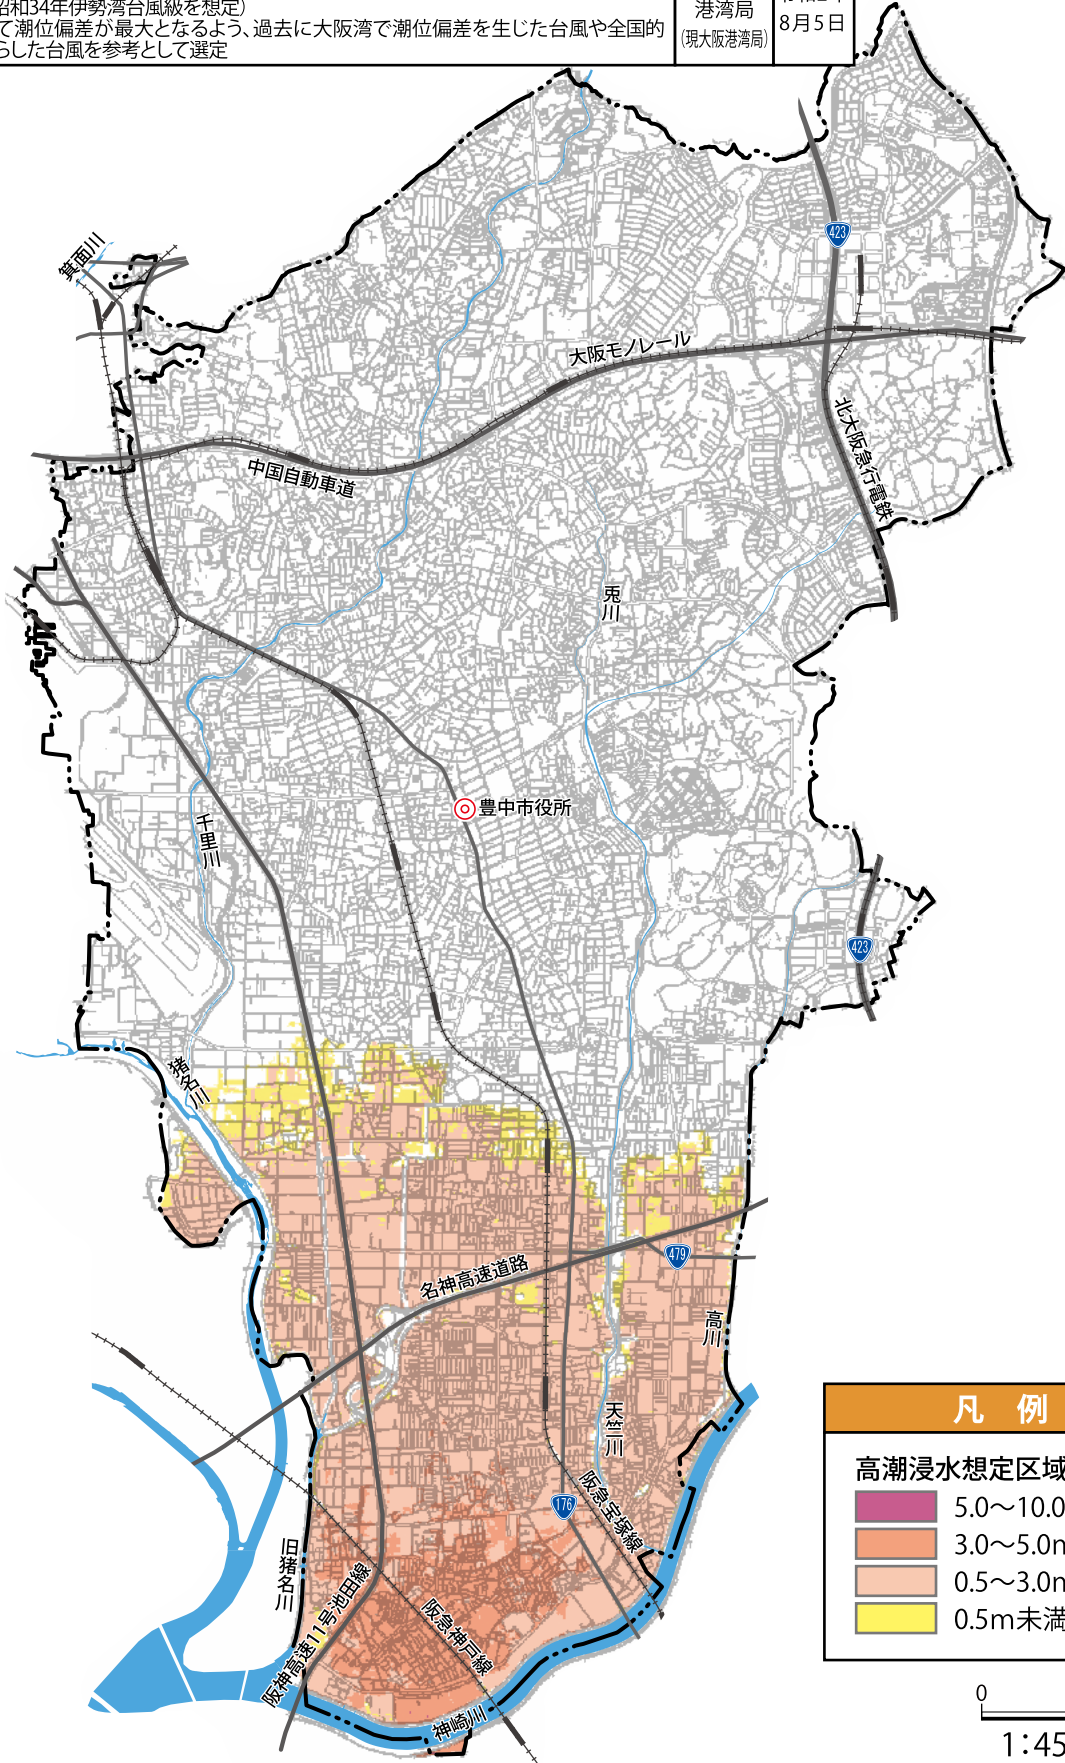 昭和34年伊勢湾台風級を想定)
て潮位偏差が最大となるよう、過去に大阪湾で潮位偏差を生じた台風や全国的
らした台風を参考として選定
港湾局
(現大阪港湾局)
8月5日
423
箕面川
大阪モノレール
北大阪急行電鉄
中国自動車道
兎川
豊中市役所
千里川
423
猪名川
479
名神高速道路
高川
天竺川
176
阪急宝塚線
旧猪名川
阪神高速11号池田線
阪急神戸線
神崎川
凡 例
高潮浸水想定区域
5.0～10.0
3.0～5.0m
0.5～3.0m
0.5m未満
0
1:45